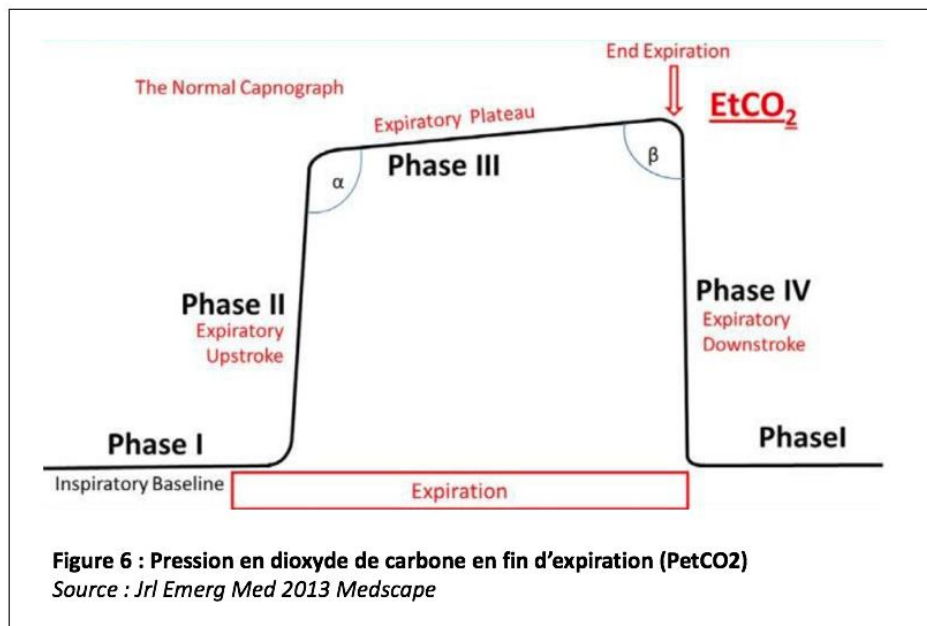 End Expiration
The Normal Capnograph
EtCO2
Expiratory Plateau
Phase III
α
β
Phase II
Expiratory
Upstroke
Phase IV
Expiratory
Downstroke
Phase I
PhaseI
Inspiratory Baseline
Expiration
Figure 6 : Pression en dioxyde de carbone en fin d’expiration (PetCO2)
Source : Jrl Emerg Med 2013 Medscape